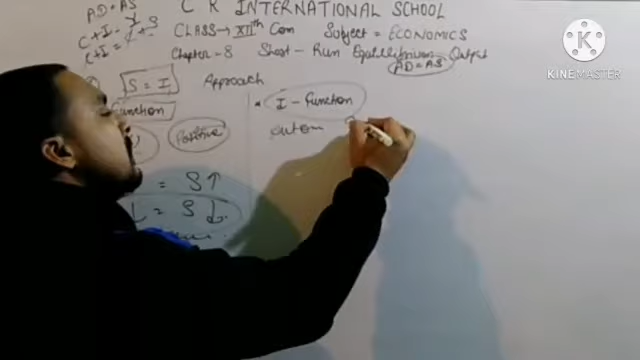 C R INTERNATIONAL SCHOOL
AD = AS
C + I = C + S
CLASS → XIIth Com Subject = ECONOMICS
Chapter - 8 Short - Run Equilibrium Output
AD = AS
S = I Approach
Function
I - Function
Positive
autom
= S ↑
= S ↓
KINEMASTER